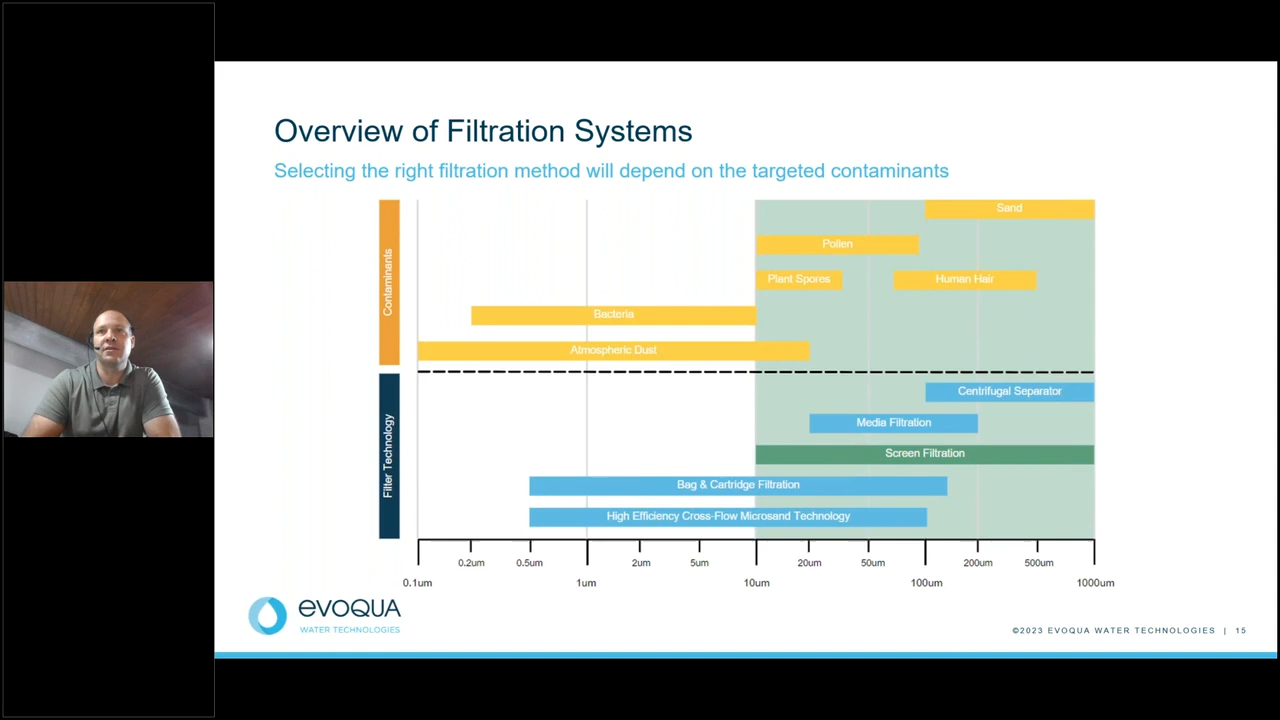 Overview of Filtration Systems
Selecting the right filtration method will depend on the targeted contaminants
Contaminants
Sand
Pollen
Plant Spores
Human Hair
Bacteria
Atmospheric Dust
Filter Technology
Centrifugal Separator
Media Filtration
Screen Filtration
Bag & Cartridge Filtration
High Efficiency Cross-Flow Microsand Technology
0.2um 0.5um 2um 5um 20um 50um 200um 500um
0.1um 1um 10um 100um 1000um
evoQUA
WATER TECHNOLOGIES
©2023 EVOQUA WATER TECHNOLOGIES | 15